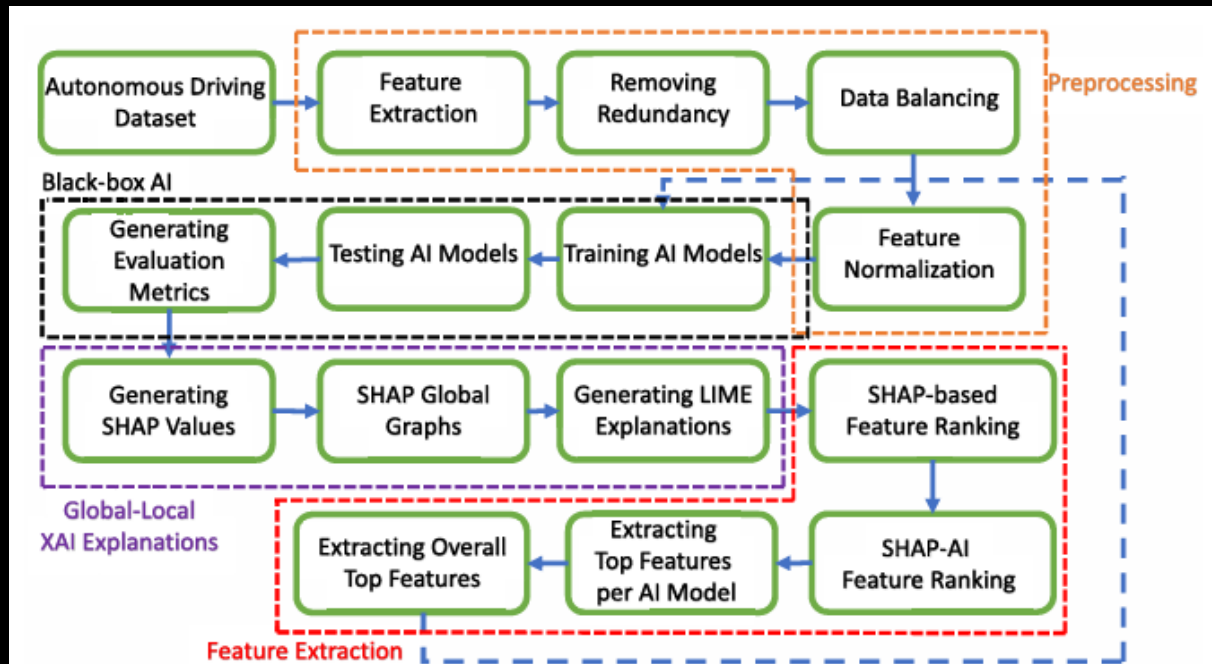 Autonomous Driving
Dataset
Feature
Extraction
Removing
Redundancy
Data Balancing
Preprocessing
Black-box AI
Generating
Evaluation
Metrics
Testing AI Models
Training AI Models
Feature
Normalization
Generating
SHAP Values
SHAP Global
Graphs
Generating LIME
Explanations
SHAP-based
Feature Ranking
Global-Local
XAI Explanations
Extracting Overall
Top Features
Extracting
Top Features
per AI Model
SHAP-AI
Feature Ranking
Feature Extraction